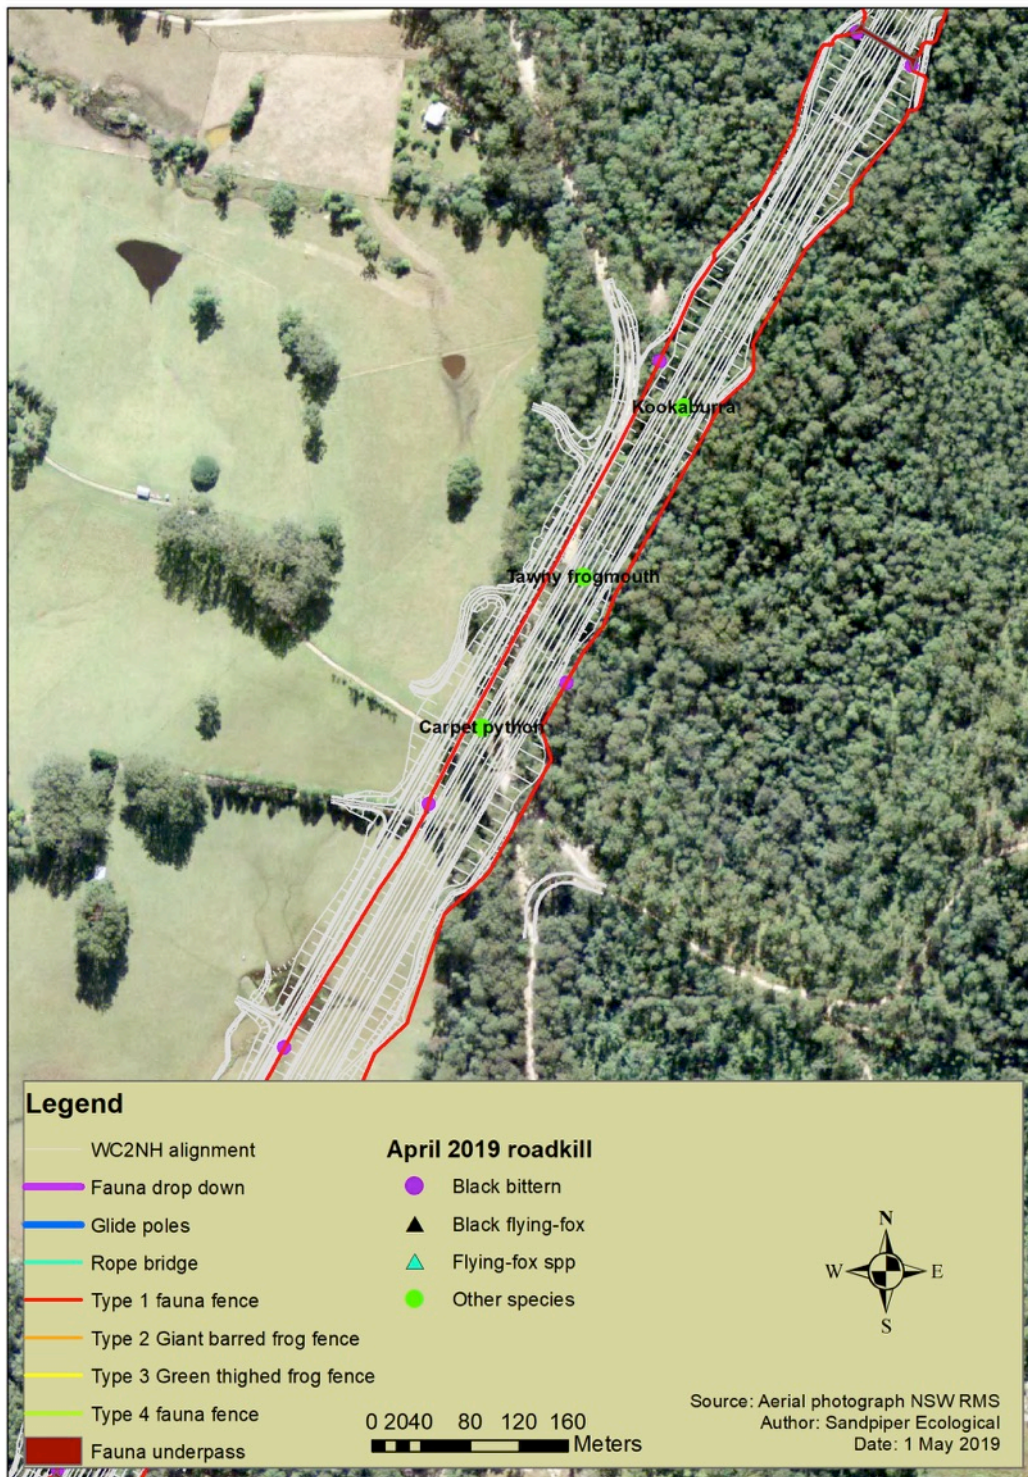 Kookaburra
Tawny frogmouth
Carpet python
Legend
WC2NH alignment
Fauna drop down
Glide poles
Rope bridge
Type 1 fauna fence
Type 2 Giant barred frog fence
Type 3 Green thighed frog fence
Type 4 fauna fence
Fauna underpass
April 2019 roadkill
Black bittern
Black flying-fox
Flying-fox spp
Other species
0 20 40 80 120 160
Meters
N
W E
S
Source: Aerial photograph NSW RMS
Author: Sandpiper Ecological
Date: 1 May 2019